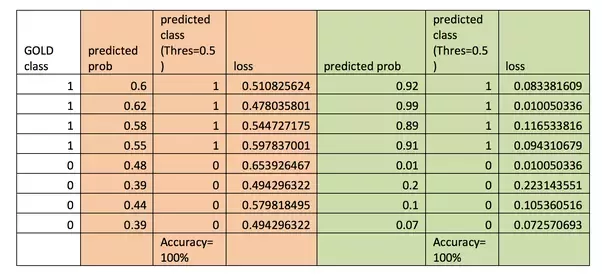 GOLD class predicted prob predicted class (Thres=0.5 ) loss predicted prob predicted class (Thres=0.5 ) loss
1 0.6 1 0.510825624 0.92 1 0.083381609
1 0.62 1 0.478035801 0.99 1 0.010050336
1 0.58 1 0.544727175 0.89 1 0.116533816
1 0.55 1 0.597837001 0.91 1 0.094310679
0 0.48 0 0.653926467 0.01 0 0.010050336
0 0.39 0 0.494296322 0.2 0 0.223143551
0 0.44 0 0.579818495 0.1 0 0.105360516
0 0.39 0 0.494296322 0.07 0 0.072570693
Accuracy= 100% Accuracy= 100%